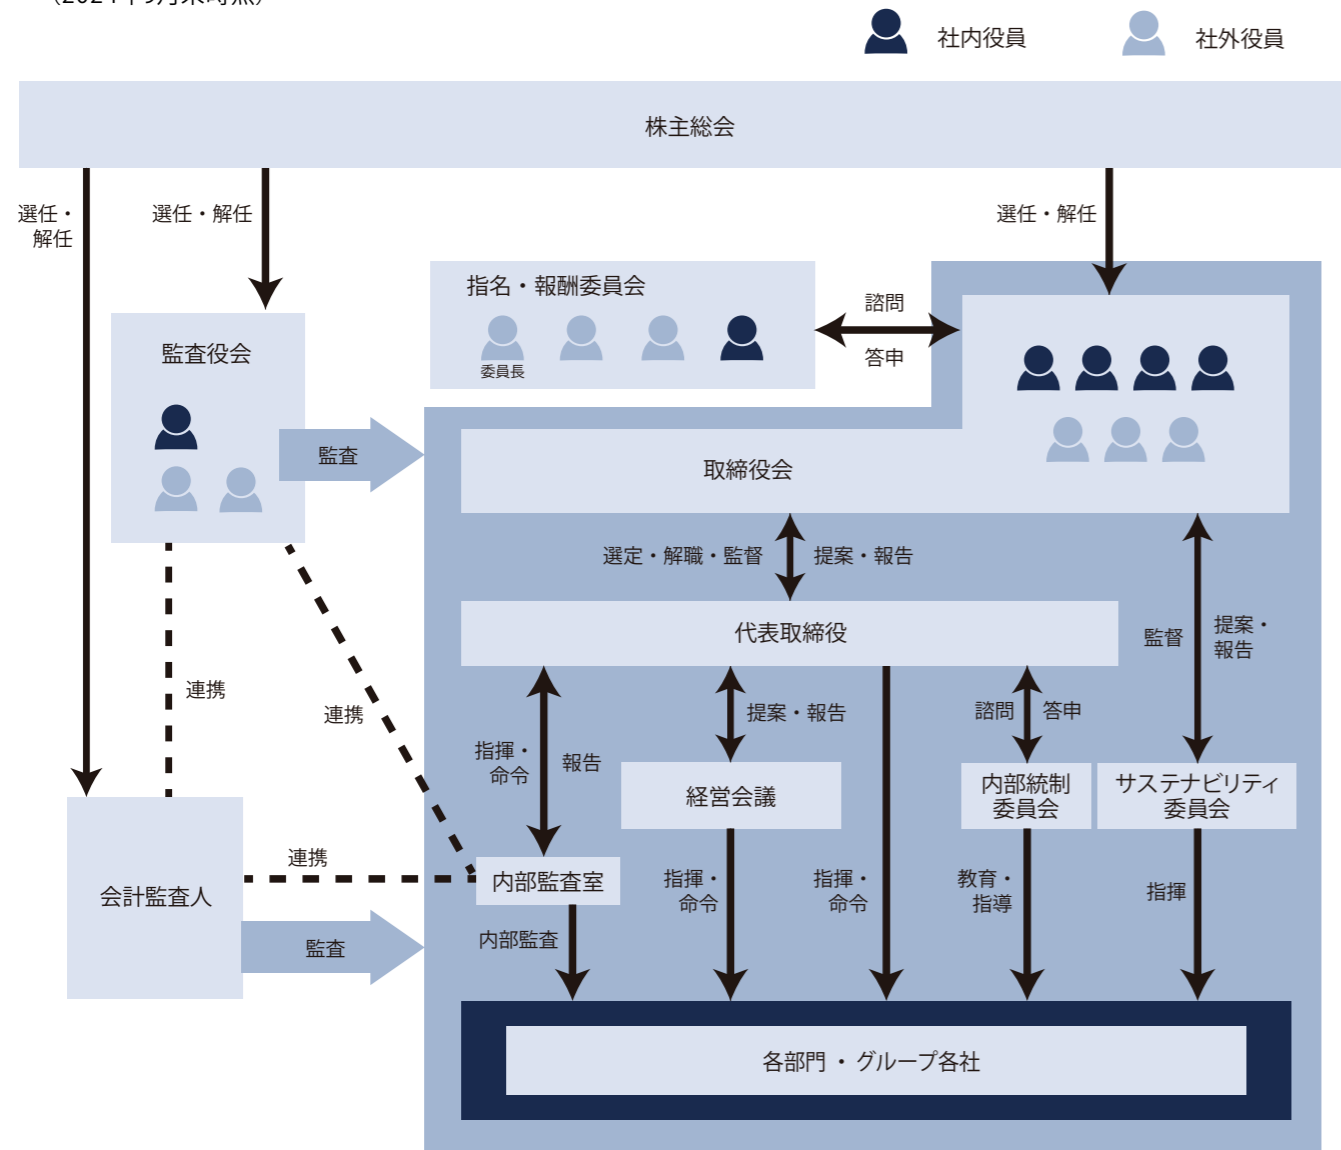 社内役員
社外役員
株主総会
選任・
解任
選任・解任
選任・解任
指名・報酬委員会
委員長
諮問
答申
監査役会
監査
取締役会
選定・解職・監督
提案・報告
代表取締役
監督
提案・
報告
連携
連携
指揮・
命令
報告
提案・報告
諮問
答申
経営会議
内部統制
委員会
サステナビリティ
委員会
連携
内部監査室
会計監査人
監査
内部監査
指揮・
命令
指揮・
命令
教育・
指導
指揮
各部門 ・ グループ各社